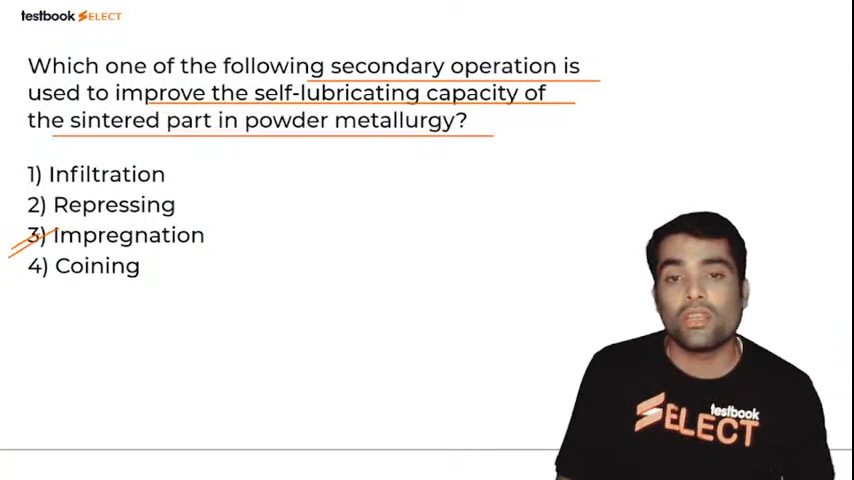 testbook SELECT
Which one of the following secondary operation is
used to improve the self-lubricating capacity of
the sintered part in powder metallurgy?
1) Infiltration
2) Repressing
3) Impregnation
4) Coining
testbook
SELECT